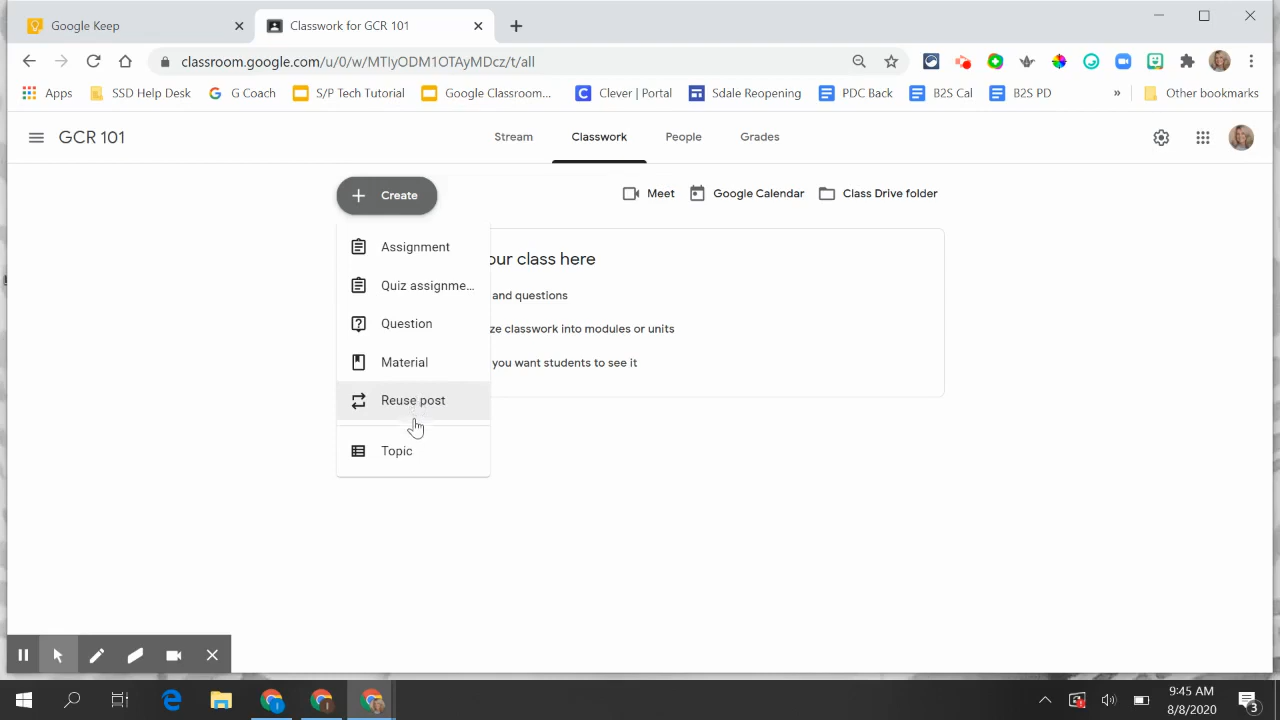 Google Keep
Classwork for GCR 101
classroom.google.com/u/0/w/MTIyODM1OTAyMDcz/t/all
Apps
SSD Help Desk
G Coach
S/P Tech Tutorial
Google Classroom...
Clever | Portal
Sdale Reopening
PDC Back
B2S Cal
B2S PD
»
Other bookmarks
GCR 101
Stream
Classwork
People
Grades
Create
Meet
Google Calendar
Class Drive folder
Assignment
our class here
Quiz assignme...
and questions
Question
ze classwork into modules or units
Material
you want students to see it
Reuse post
Topic
9:45 AM
8/8/2020
3